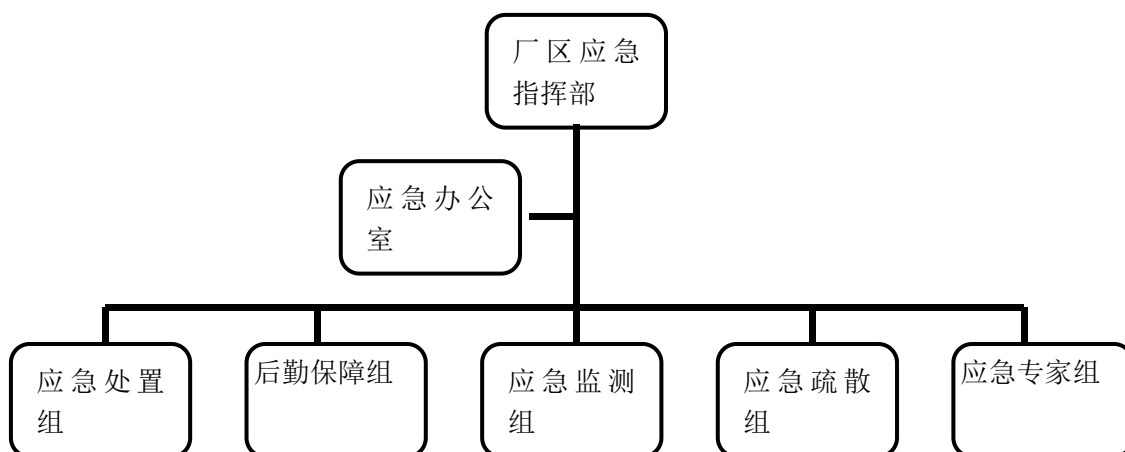 厂区应急
指挥部
应急办公
室
应急处置
组
后勤保障组
应急监测
组
应急疏散
组
应急专家组